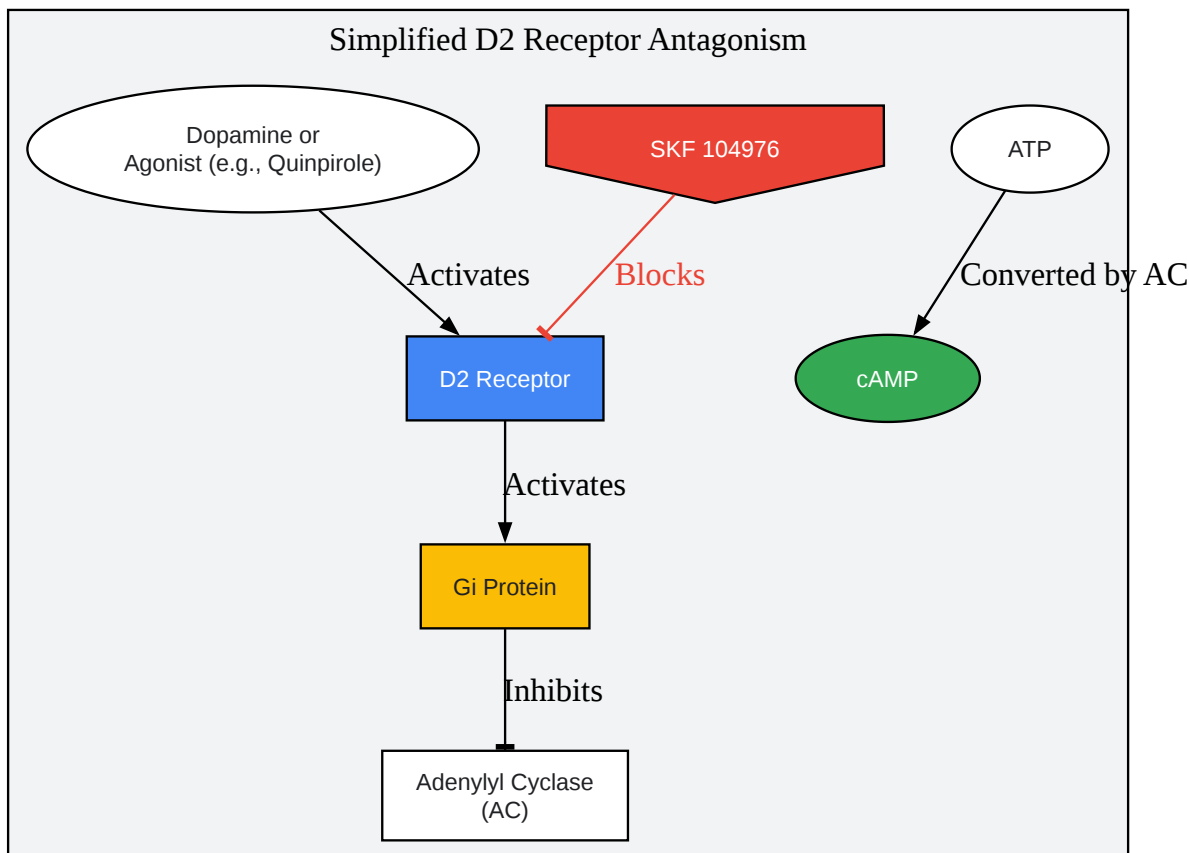 Simplified D2 Receptor Antagonism
Dopamine or
Agonist (e.g., Quinpirole)
SKF 104976
ATP
Activates
Blocks
Converted by AC
D2 Receptor
cAMP
Activates
Gi Protein
Inhibits
Adenylyl Cyclase
(AC)